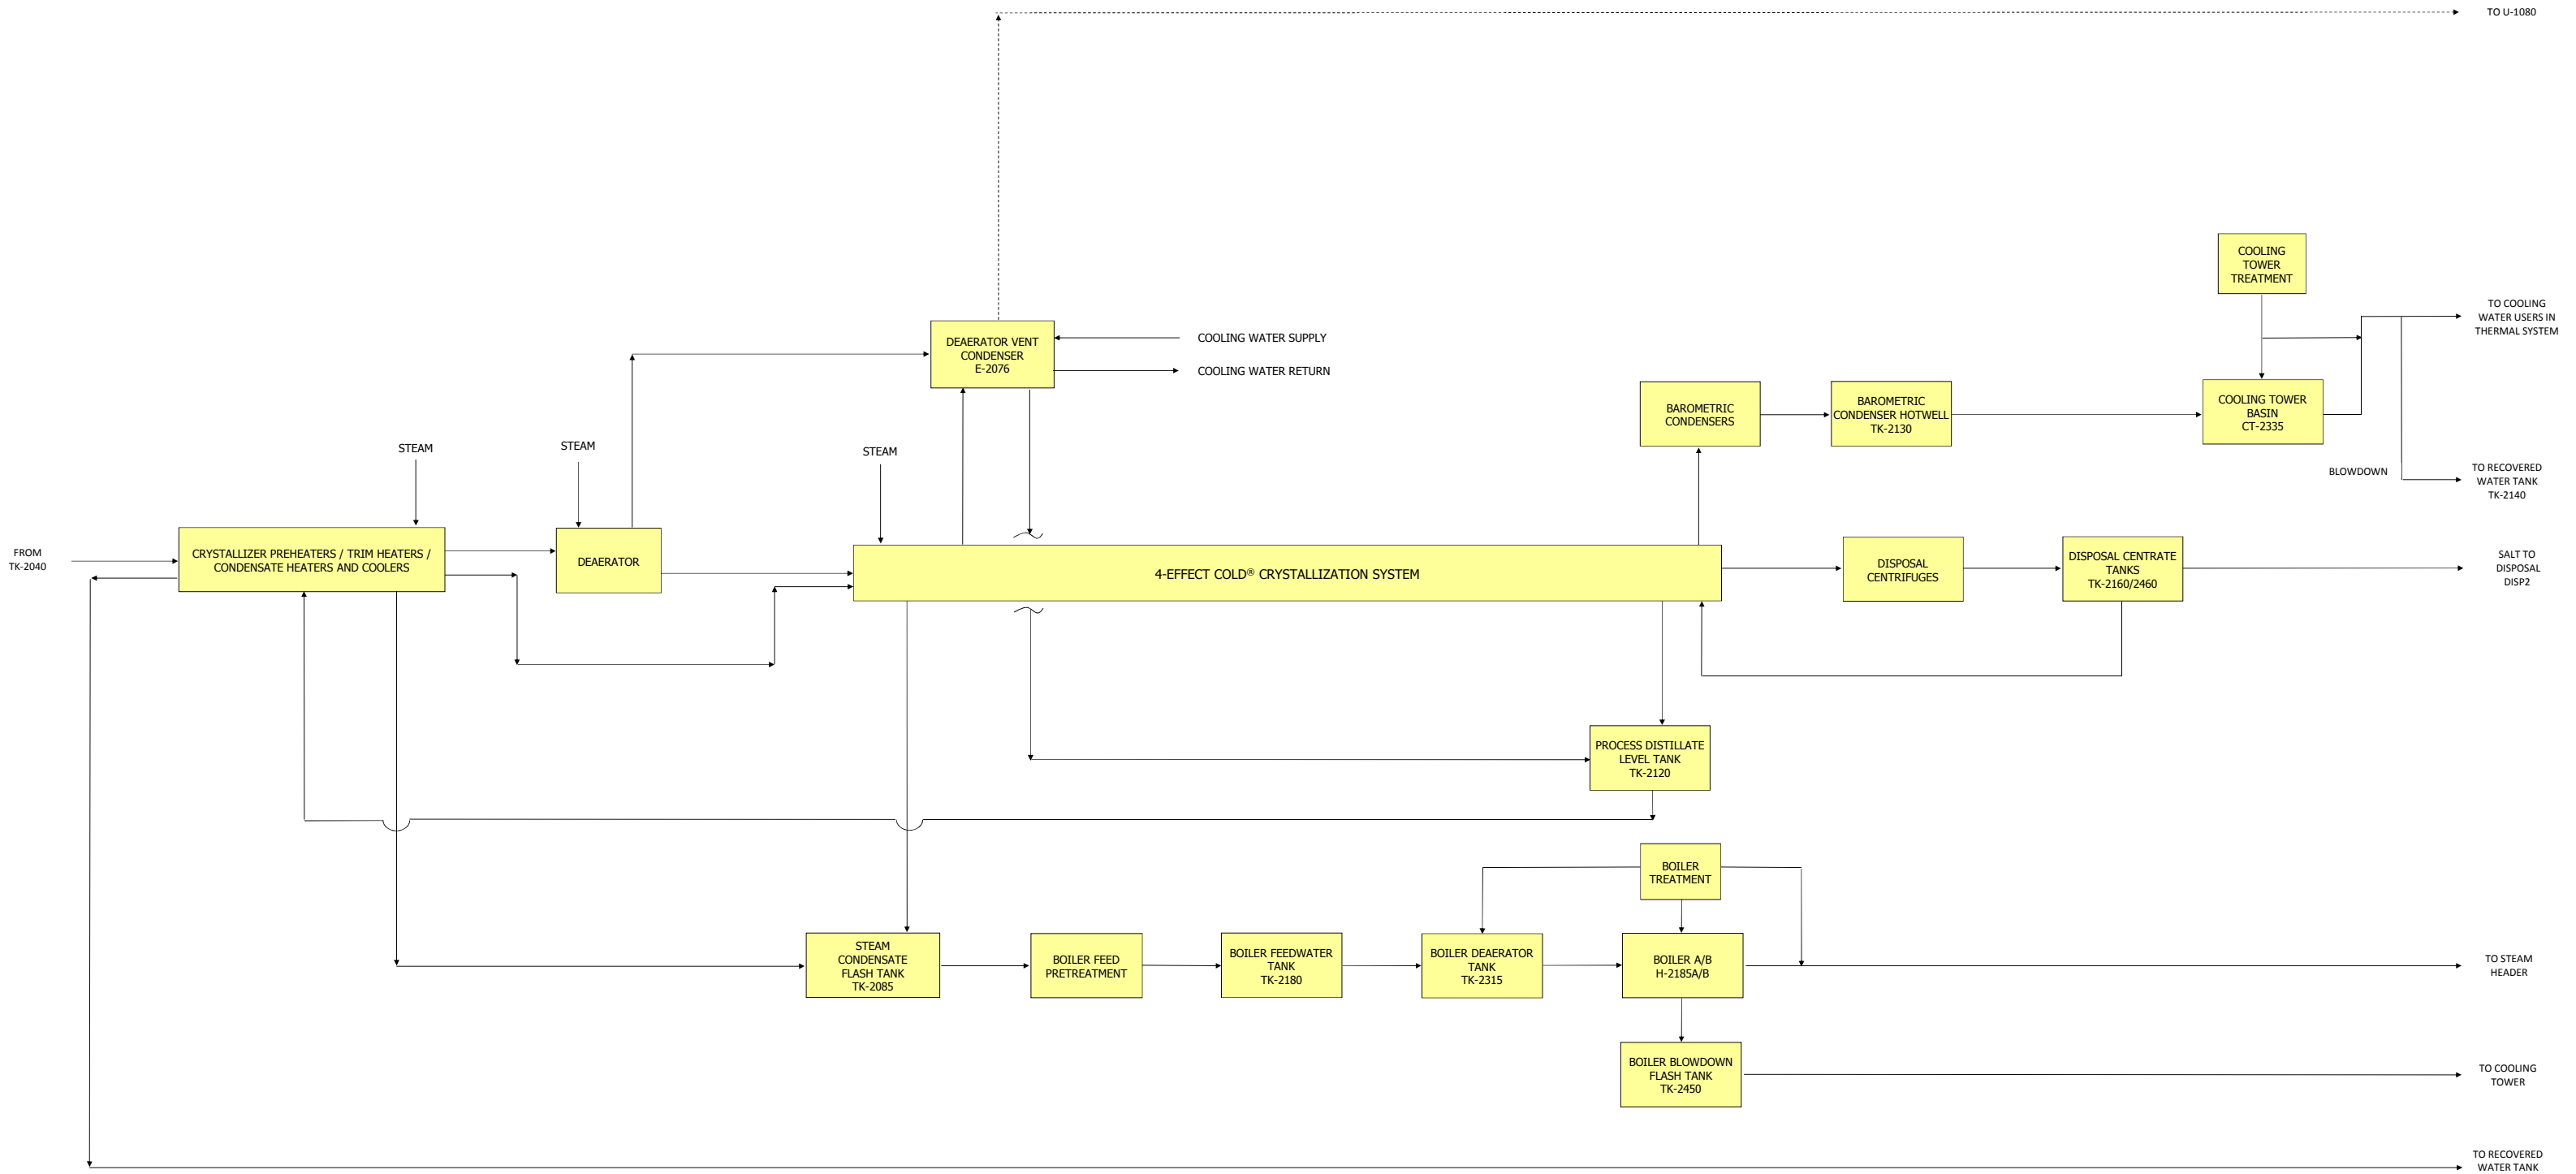 TO U-1080
COOLING
TOWER
TREATMENT
TO COOLING
WATER USERS IN
THERMAL SYSTEM
DEAERATOR VENT
CONDENSER
E-2076
COOLING WATER SUPPLY
COOLING WATER RETURN
BAROMETRIC
CONDENSERS
BAROMETRIC
CONDENSER HOTWELL
TK-2130
COOLING TOWER
BASIN
CT-2335
STEAM
STEAM
STEAM
BLOWDOWN
TO RECOVERED
WATER TANK
TK-2140
FROM
TK-2040
CRYSTALLIZER PREHEATERS / TRIM HEATERS /
CONDENSATE HEATERS AND COOLERS
DEAERATOR
4-EFFECT COLD® CRYSTALLIZATION SYSTEM
DISPOSAL
CENTRIFUGES
DISPOSAL CENTRATE
TANKS
TK-2160/2460
SALT TO
DISPOSAL
DISP2
PROCESS DISTILLATE
LEVEL TANK
TK-2120
BOILER
TREATMENT
STEAM
CONDENSATE
FLASH TANK
TK-2085
BOILER FEED
PRETREATMENT
BOILER FEEDWATER
TANK
TK-2180
BOILER DEAERATOR
TANK
TK-2315
BOILER A/B
H-2185A/B
TO STEAM
HEADER
BOILER BLOWDOWN
FLASH TANK
TK-2450
TO COOLING
TOWER
TO RECOVERED
WATER TANK